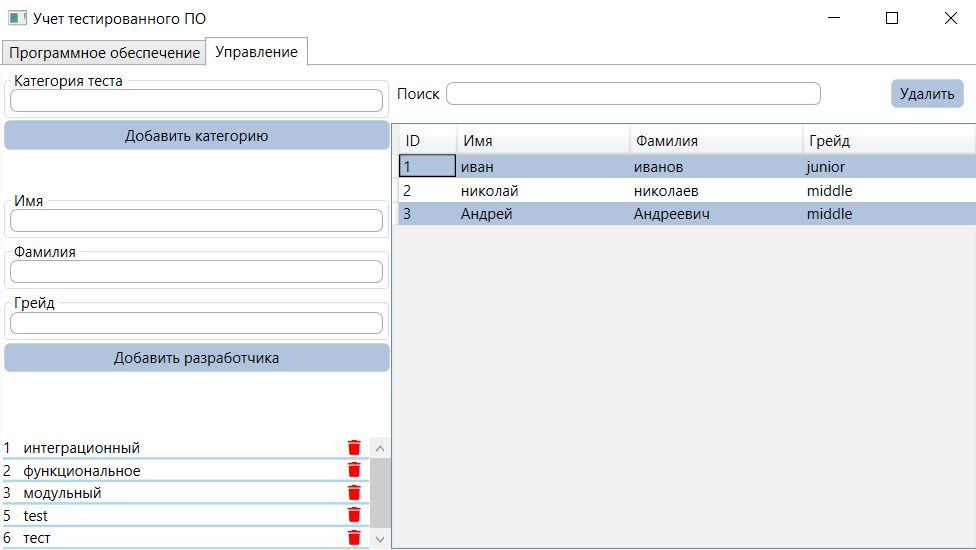 Учет тестированного ПО
Программное обеспечение
Управление
Категория теста
Добавить категорию
Имя
Фамилия
Грейд
Добавить разработчика
1 интеграционный
2 функциональное
3 модульный
5 test
6 тест
Поиск
Удалить
ID Имя Фамилия Грейд
1 иван иванов junior
2 николай николаев middle
3 Андрей Андреевич middle